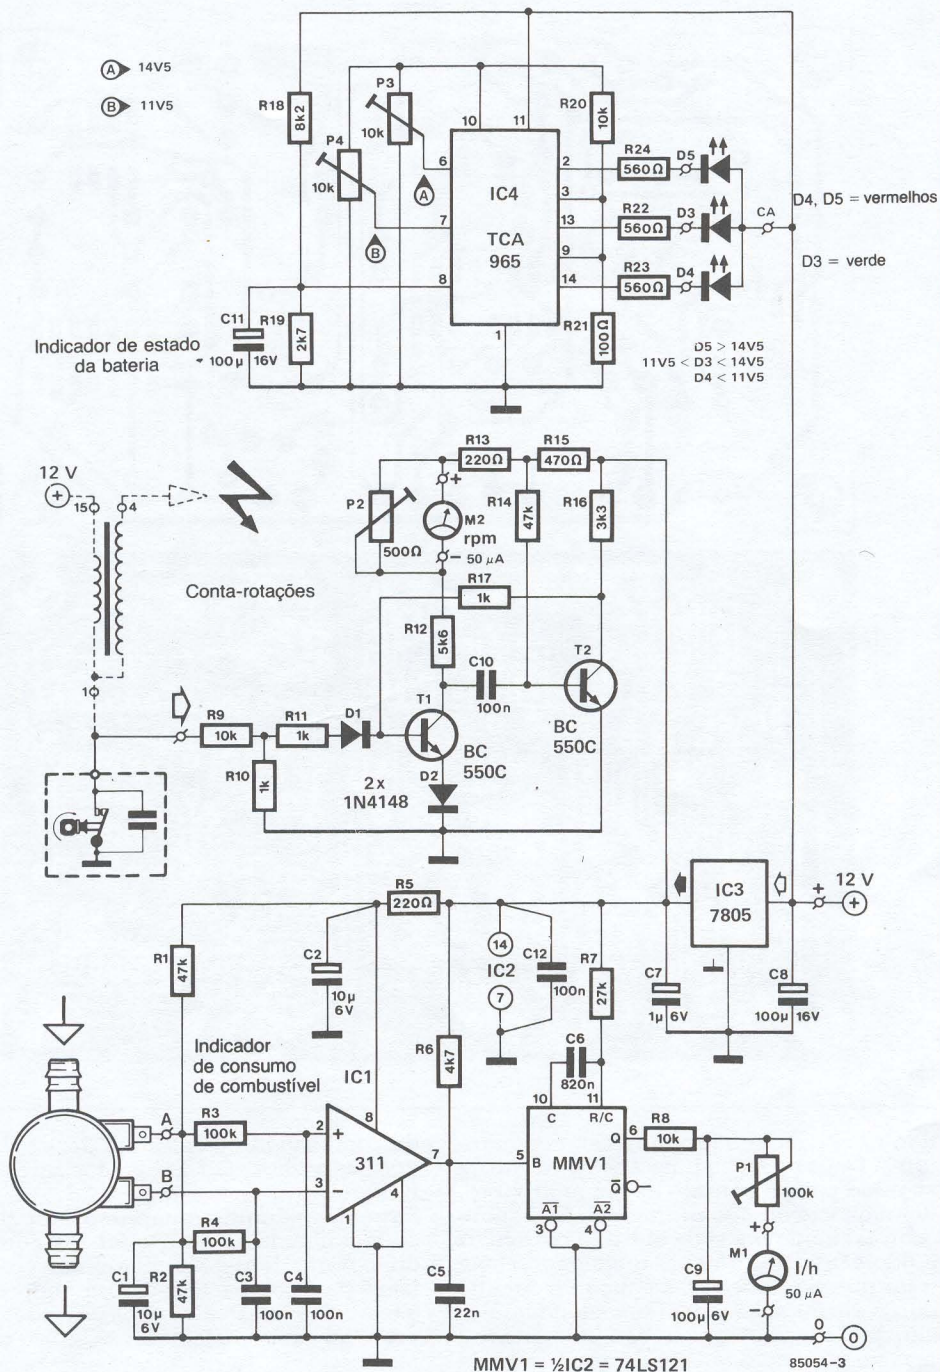 A 14V5
B 11V5
R18
8k2
P3
10k
P4
10k
10
11
R20
10k
6
A
7
B
8
IC4
TCA
965
2
3
13
9
14
1
R24
560Ω
D5
R22
560Ω
D3
R23
560Ω
D4
CA
D4, D5 = vermelhos
D3 = verde
C11
100μ 16V
R19
2k7
R21
100Ω
D5 > 14V5
11V5 < D3 < 14V5
D4 < 11V5
Indicador de estado
da bateria
12 V
+
15
4
1
Conta-rotações
P2
500Ω
+
M2
rpm
−
50 μA
R13
220Ω
R15
470Ω
R14
47k
R16
3k3
R17
1k
R12
5k6
C10
100n
T1
BC
550C
T2
BC
550C
R9
10k
R11
1k
D1
R10
1k
2x
1N4148
D2
IC3
7805
+
12 V
+
C7
1μ 6V
C8
100μ 16V
R5
220Ω
R1
47k
C2
10μ
6V
14
IC2
7
C12
100n
R7
27k
R6
4k7
C6
820n
Indicador
de consumo
de combustível
IC1
A
R3
100k
2
+
8
311
7
B
3
−
4
1
R4
100k
C1
10μ
6V
R2
47k
C3
100n
C4
100n
C5
22n
10
11
C
R/C
5
B
MMV1
Q
6
Q̅
A̅1̅
3
A̅2̅
4
R8
10k
P1
100k
+
M1
l/h
50 μA
−
C9
100μ 6V
0
0
MMV1 = ½IC2 = 74LS121
85054-3